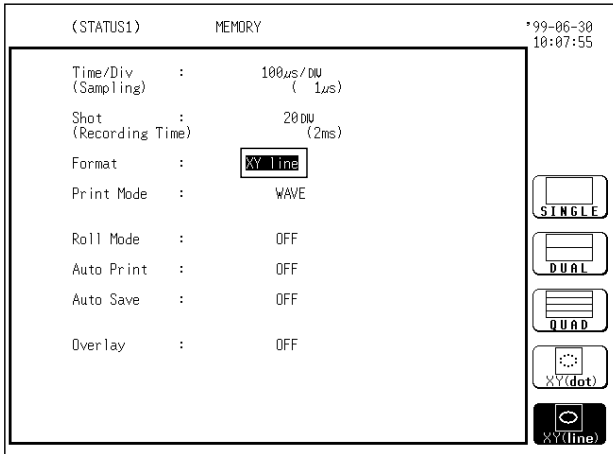 (STATUS1) MEMORY '99-06-30
10:07:55
Time/Div : 100μs/DIV
(Sampling) ( 1μs)
Shot : 20DIV
(Recording Time) (2ms)
Format : XY line
Print Mode : WAVE
Roll Mode : OFF
Auto Print : OFF
Auto Save : OFF
Overlay : OFF
SINGLE
DUAL
QUAD
XY(dot)
XY(line)